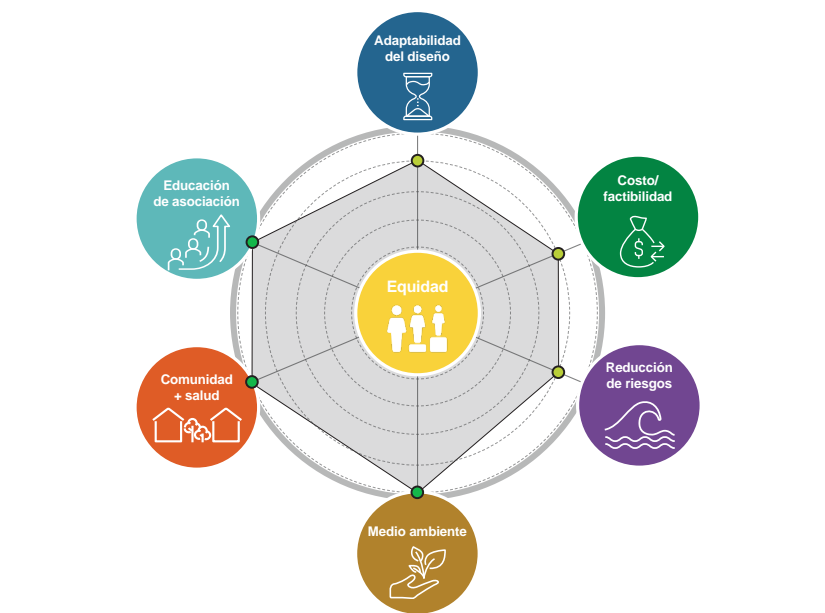 Adaptabilidad
del diseño
Costo/
factibilidad
$
Educación
de asociación
Equidad
Reducción
de riesgos
Comunidad
+ salud
Medio ambiente